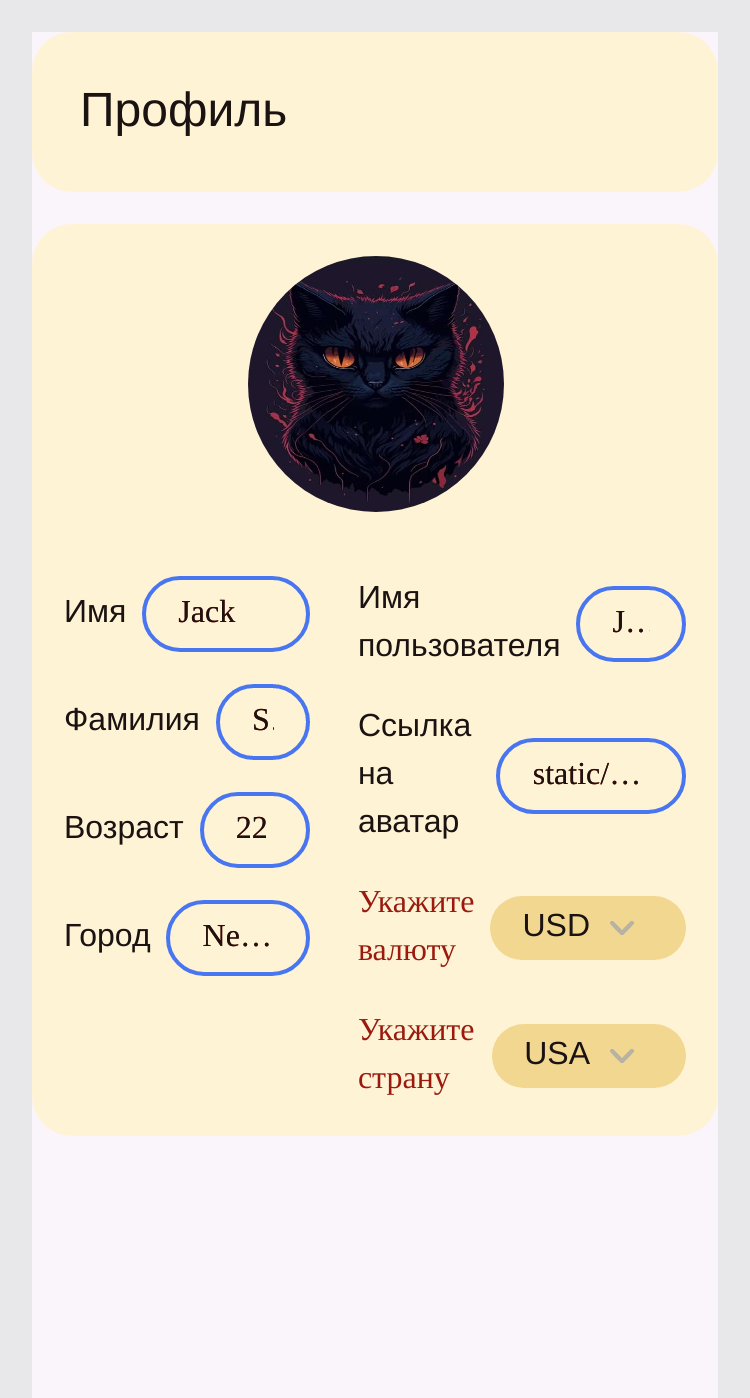 Профиль
Имя
Jack
Фамилия
S.
Возраст
22
Город
Ne...
Имя
пользователя
J...
Ссылка
на
аватар
static/...
Укажите
валюту
USD
Укажите
страну
USA